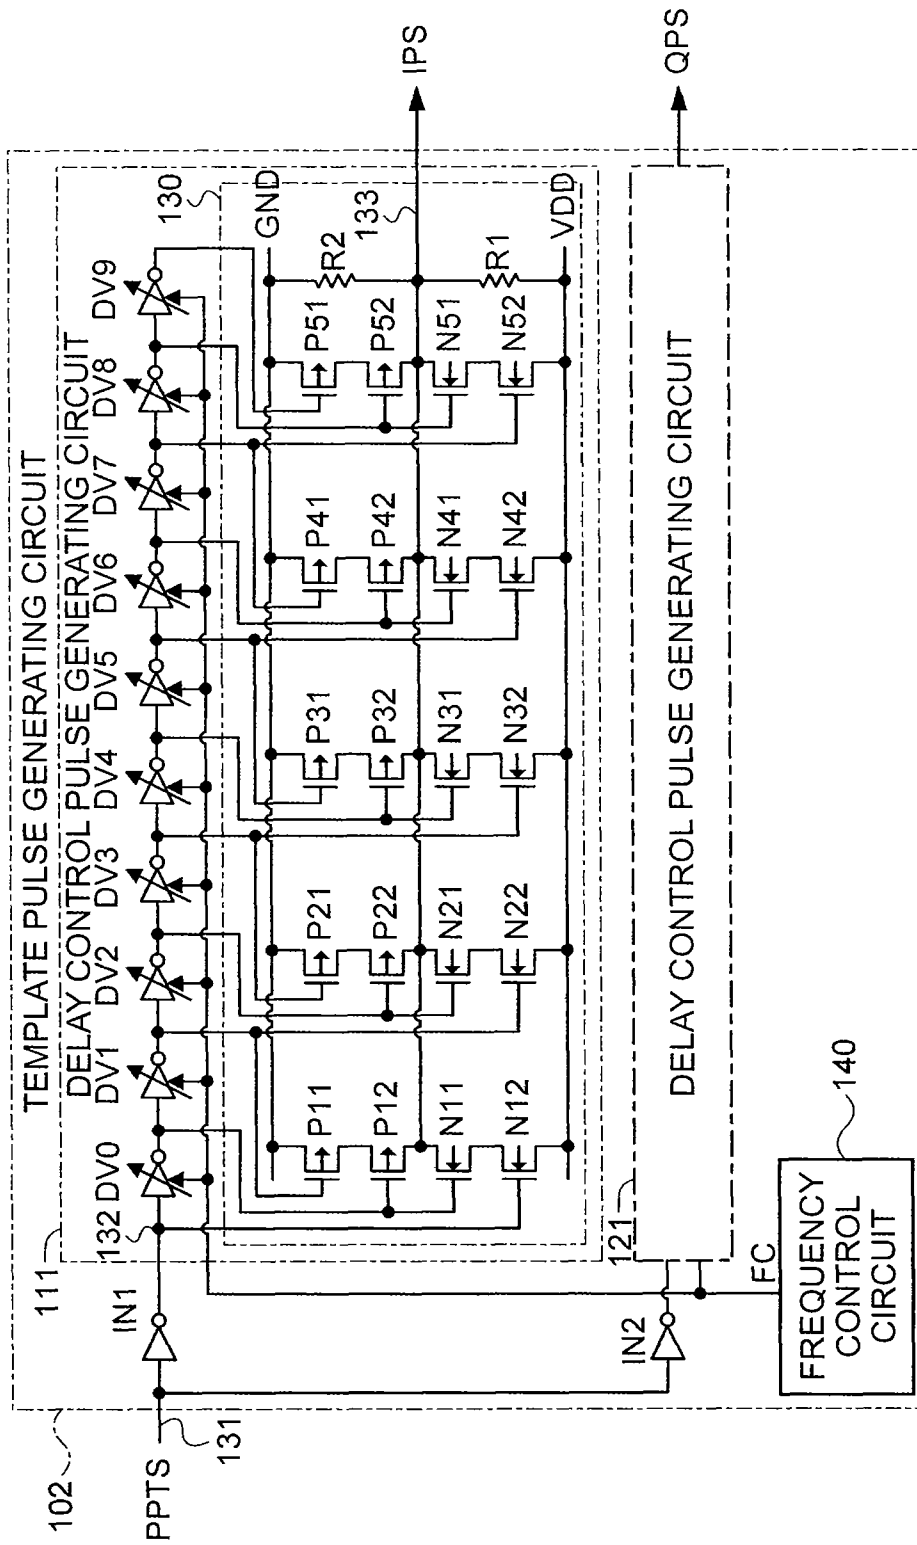 TEMPLATE PULSE GENERATING CIRCUIT
102
111
DELAY CONTROL PULSE GENERATING CIRCUIT
132
DV0
DV1
DV2
DV3
DV4
DV5
DV6
DV7
DV8
DV9
130
PPTS
131
IN1
GND
P11
P21
P31
P41
P51
R2
P12
P22
P32
P42
P52
133
IPS
N11
N21
N31
N41
N51
R1
N12
N22
N32
N42
N52
VDD
121
DELAY CONTROL PULSE GENERATING CIRCUIT
QPS
IN2
FC
FREQUENCY
CONTROL
CIRCUIT
140